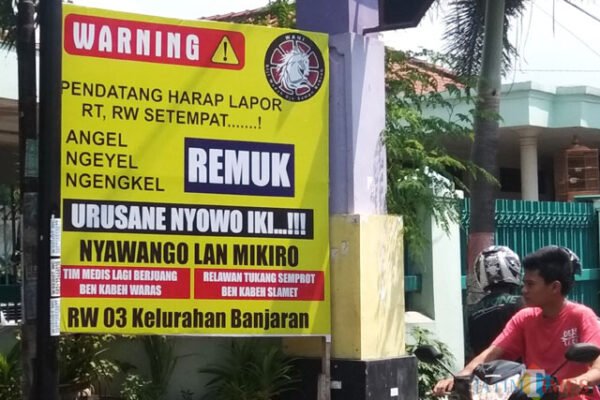 WARNING
!
PENDATANG HARAP LAPOR
RT, RW SETEMPAT.......!
ANGEL
NGEYEL
NGENGKEL
REMUK
URUSANE NYOWO IKI...!!!
NYAWANGO LAN MIKIRO
TIM MEDIS LAGI BERJUANG
BEN KABEH WARAS
RELAWAN TUKANG SEMPROT
BEN KABEH SLAMET
RW 03 Kelurahan Banjaran